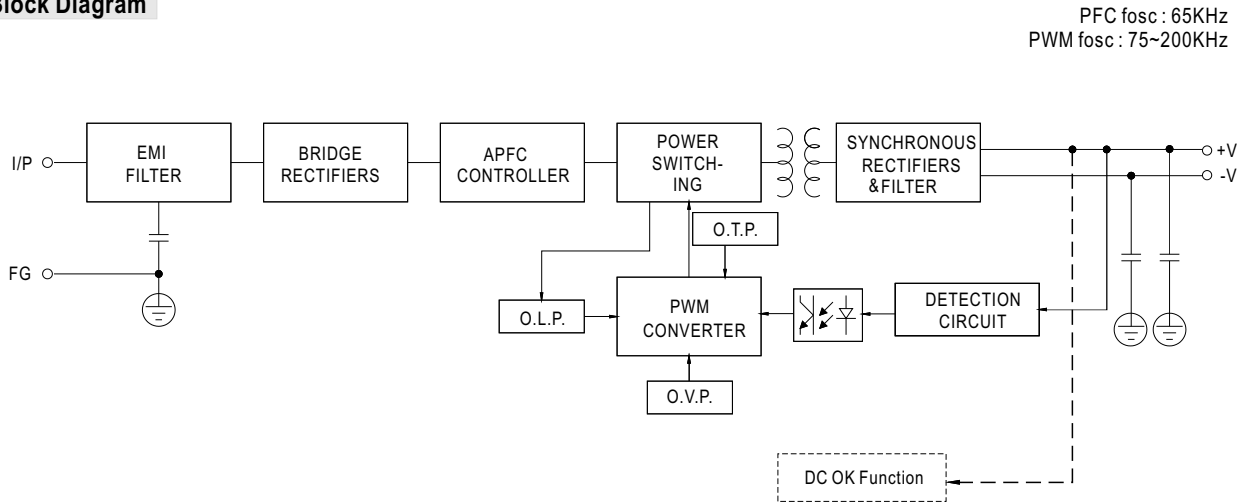 Block Diagram
PFC fosc : 65KHz
PWM fosc : 75~200KHz
I/P
EMI
FILTER
BRIDGE
RECTIFIERS
APFC
CONTROLLER
POWER
SWITCH-
ING
SYNCHRONOUS
RECTIFIERS
&FILTER
+V
-V
O.T.P.
FG
O.L.P.
PWM
CONVERTER
DETECTION
CIRCUIT
O.V.P.
DC OK Function